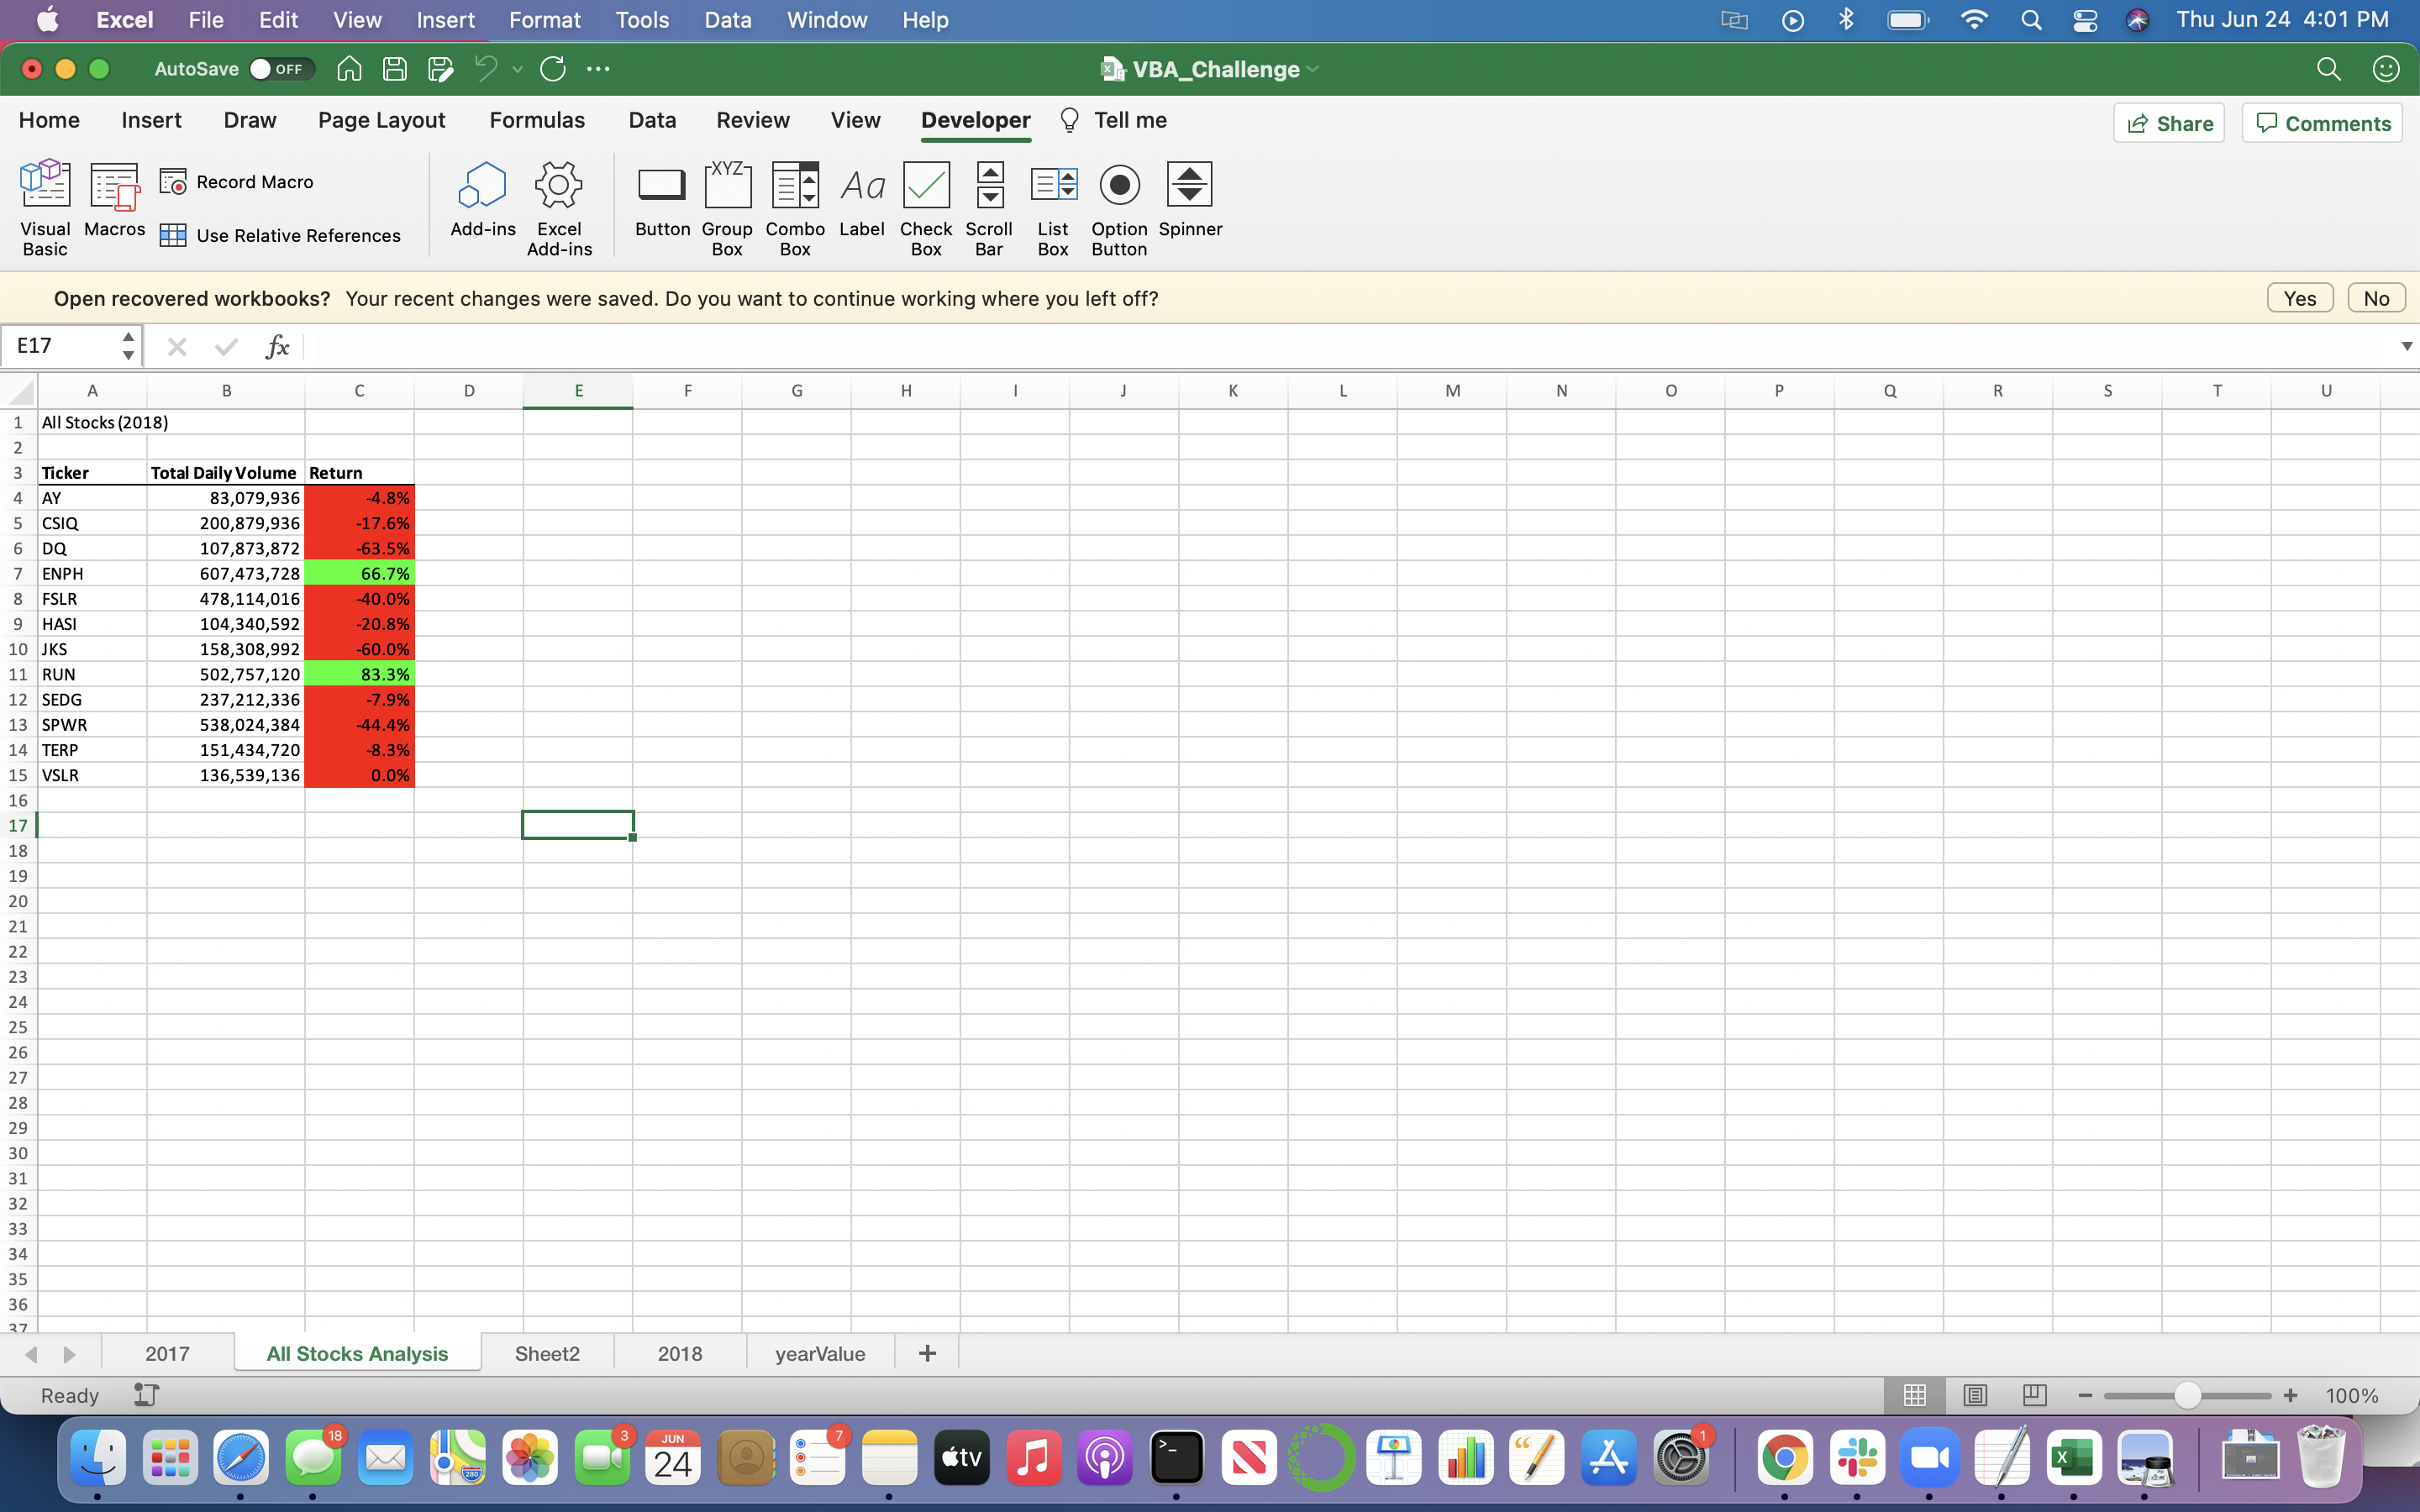 Excel File Edit View Insert Format Tools Data Window Help Thu Jun 24 4:01 PM
AutoSave OFF VBA_Challenge
Home Insert Draw Page Layout Formulas Data Review View Developer Tell me Share Comments
Visual Basic
Macros
Record Macro
Use Relative References
Add-ins
Excel Add-ins
Button
XYZ
Group Box
Combo Box
Aa
Label
Check Box
Scroll Bar
List Box
Option Button
Spinner
Open recovered workbooks? Your recent changes were saved. Do you want to continue working where you left off? Yes No
E17 fx
A B C D E F G H I J K L M N O P Q R S T U
1 All Stocks (2018)
2
3 Ticker Total Daily Volume Return
4 AY 83,079,936 -4.8%
5 CSIQ 200,879,936 -17.6%
6 DQ 107,873,872 -63.5%
7 ENPH 607,473,728 66.7%
8 FSLR 478,114,016 -40.0%
9 HASI 104,340,592 -20.8%
10 JKS 158,308,992 -60.0%
11 RUN 502,757,120 83.3%
12 SEDG 237,212,336 -7.9%
13 SPWR 538,024,384 -44.4%
14 TERP 151,434,720 -8.3%
15 VSLR 136,539,136 0.0%
16
17
18
19
20
21
22
23
24
25
26
27
28
29
30
31
32
33
34
35
36
37
2017 All Stocks Analysis Sheet2 2018 yearValue +
Ready 100%
18 3 JUN 24 7 tv 1
280